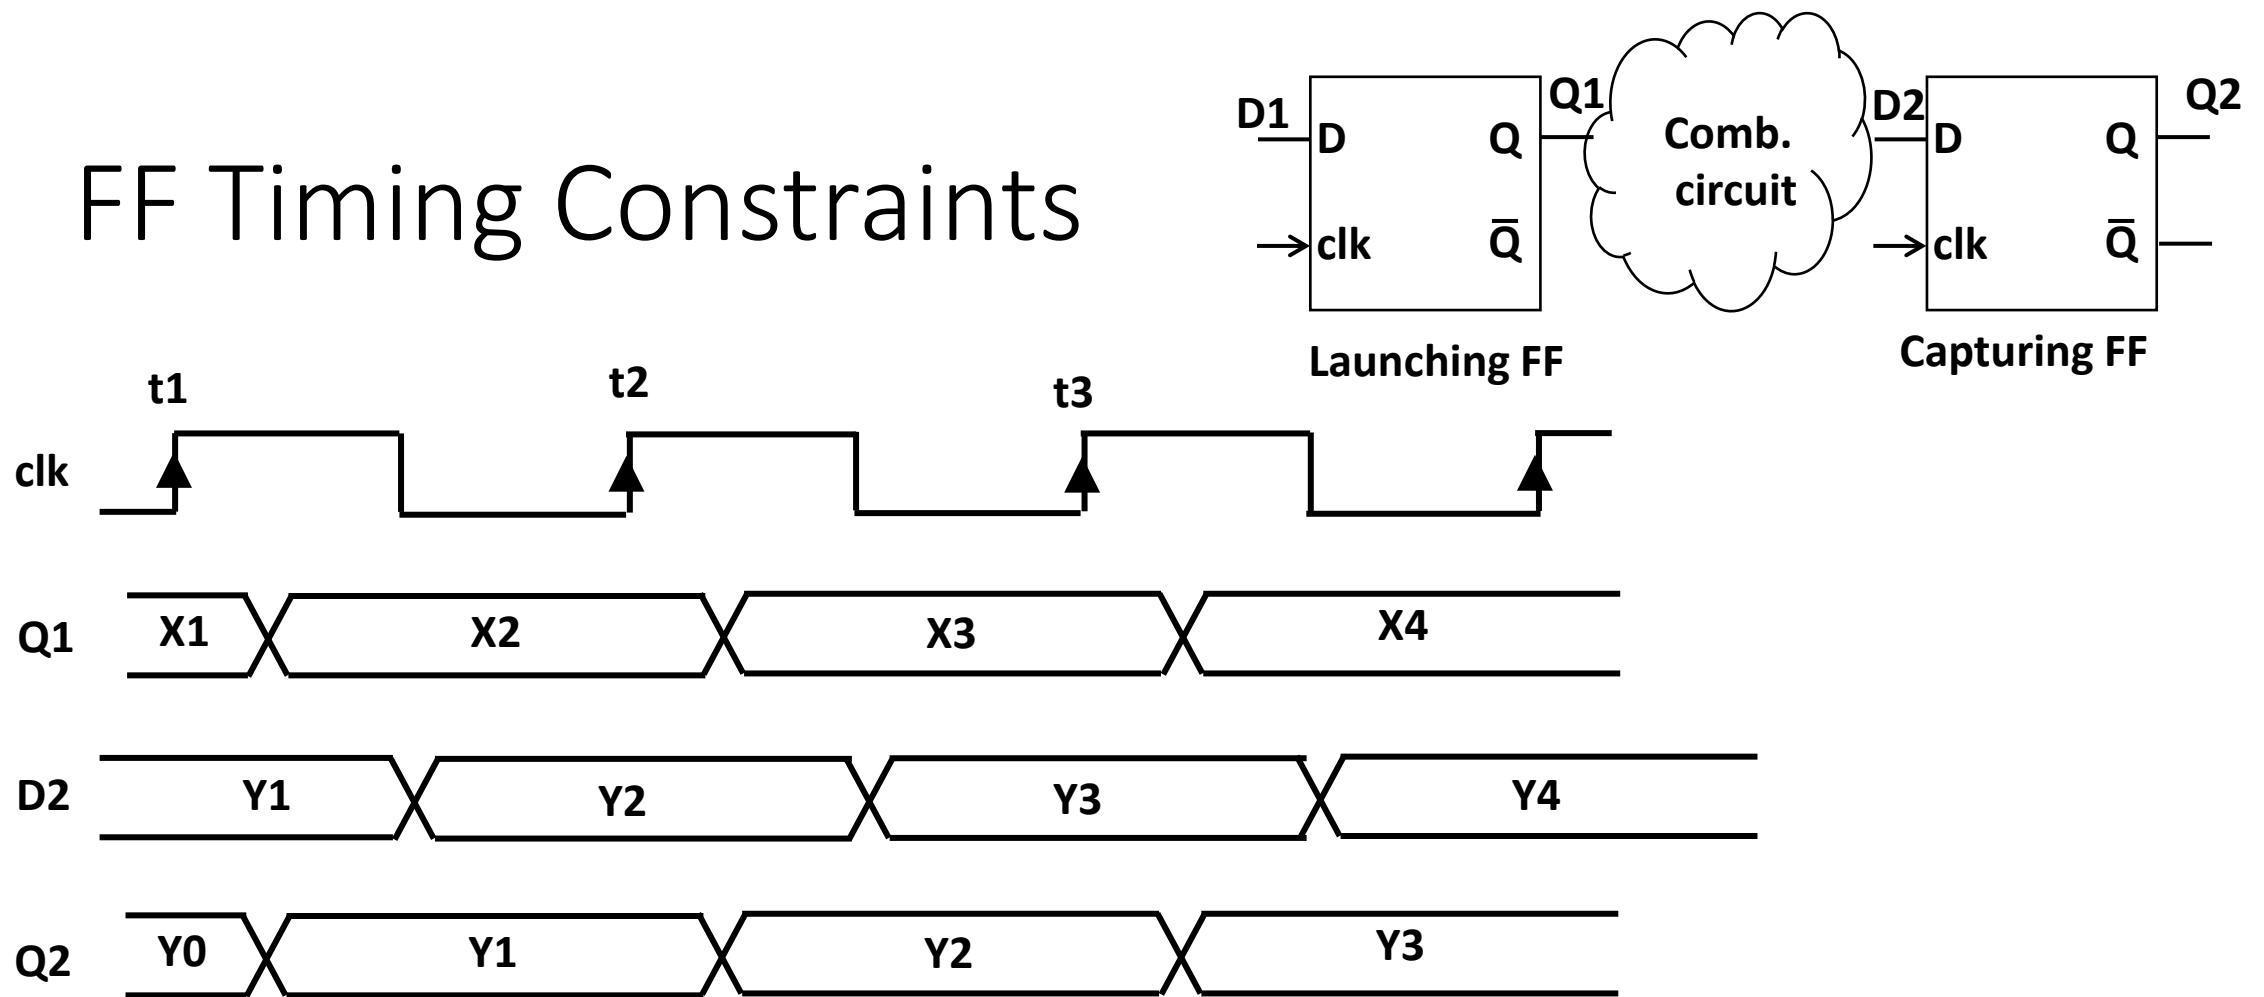 FF Timing Constraints
D1
D
Q
clk
Q̅
Launching FF
Q1
Comb.
circuit
D2
D
Q
clk
Q̅
Q2
Capturing FF
t1
t2
t3
clk
Q1
X1
X2
X3
X4
D2
Y1
Y2
Y3
Y4
Q2
Y0
Y1
Y2
Y3